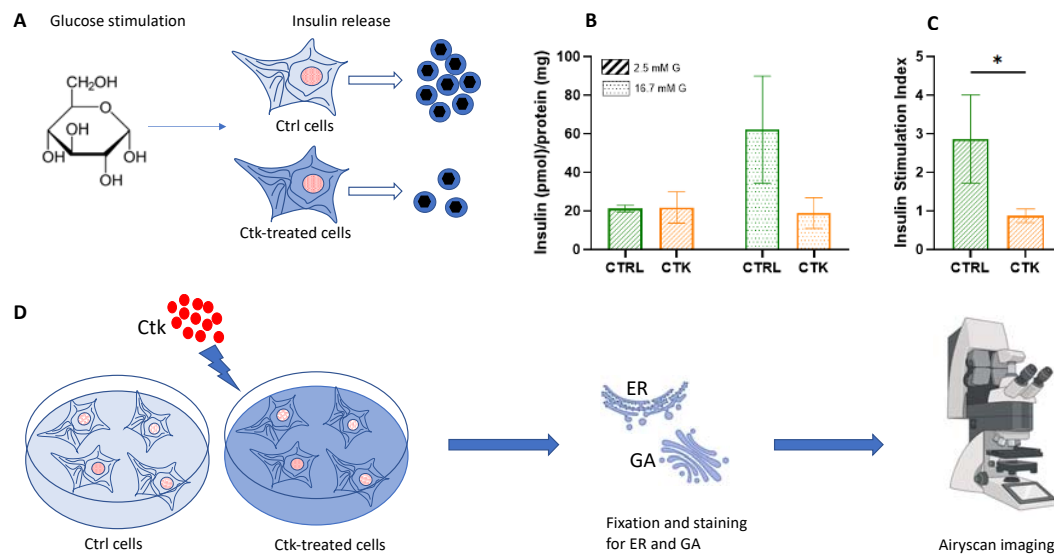 A
Glucose stimulation
Insulin release
CH₂OH
O
OH
OH
OH
OH
Ctrl cells
Ctk-treated cells
B
Insulin (pmol)/protein (mg)
100
80
60
40
20
0
2.5 mM G
16.7 mM G
CTRL
CTK
CTRL
CTK
C
Insulin Stimulation Index
5
4
3
2
1
0
*
CTRL
CTK
D
Ctk
Ctrl cells
Ctk-treated cells
ER
GA
Fixation and staining
for ER and GA
Airyscan imaging